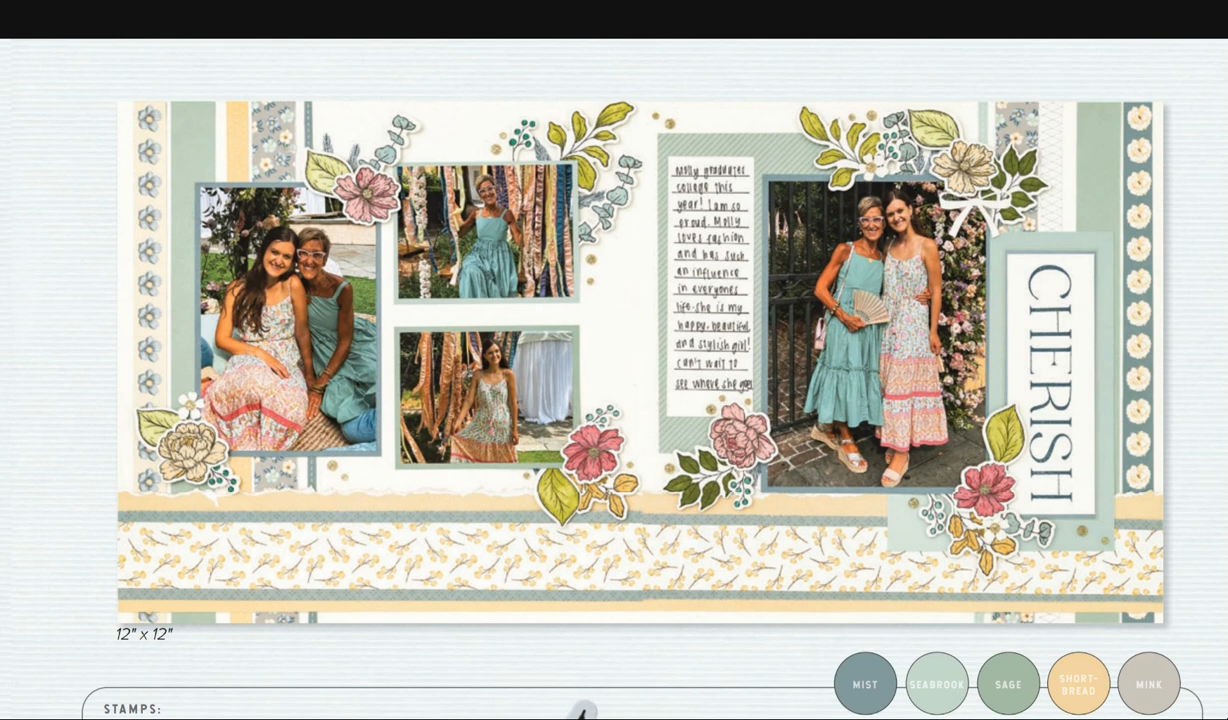 Molly graduates
college this
year! I am so
proud. Molly
loves fashion
and has such
an influence
in everyones
life. she is my
happy, beautiful,
and stylish girl!
can't wait to
see where she goes
CHERISH
12" x 12"
MIST
SEABROOK
SAGE
SHORT-
BREAD
MINK
STAMPS: